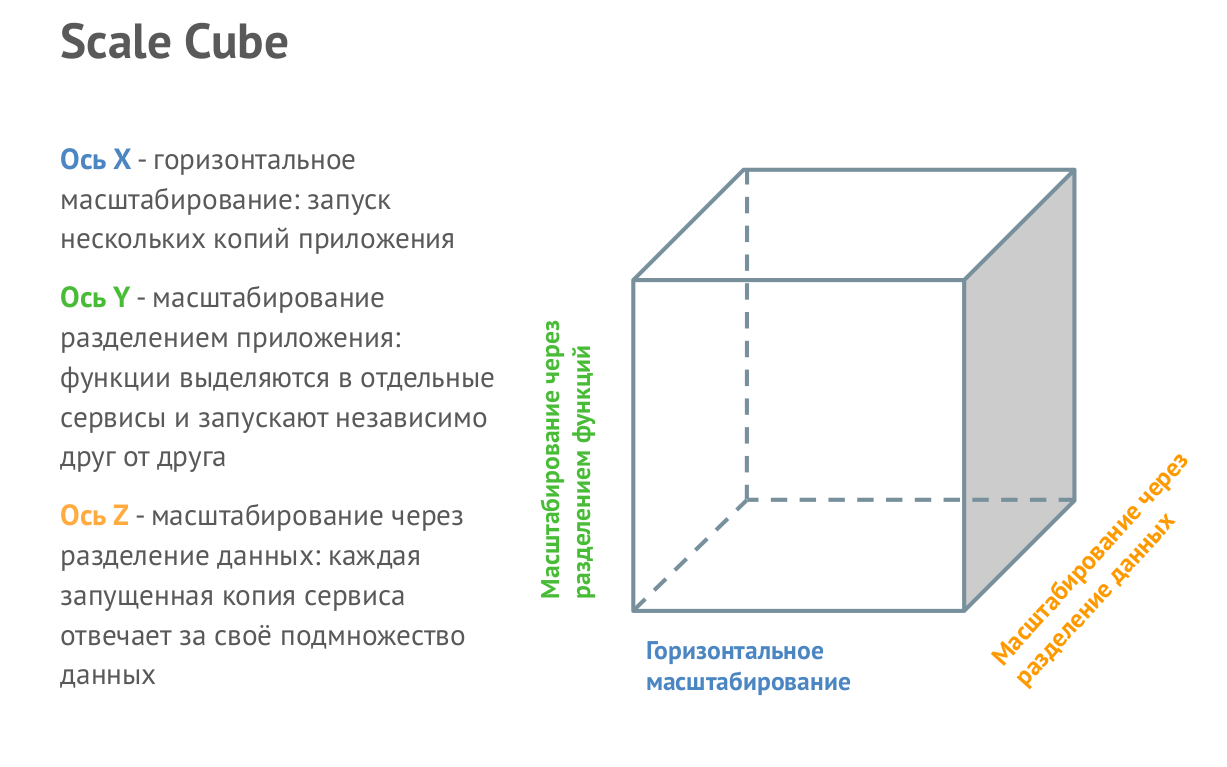 Scale Cube
Ось X - горизонтальное
масштабирование: запуск
нескольких копий приложения
Ось Y - масштабирование
разделением приложения:
функции выделяются в отдельные
сервисы и запускают независимо
друг от друга
Ось Z - масштабирование через
разделение данных: каждая
запущенная копия сервиса
отвечает за своё подмножество
данных
Масштабирование через
разделением функций
Горизонтальное
масштабирование
Масштабирование через
разделение данных